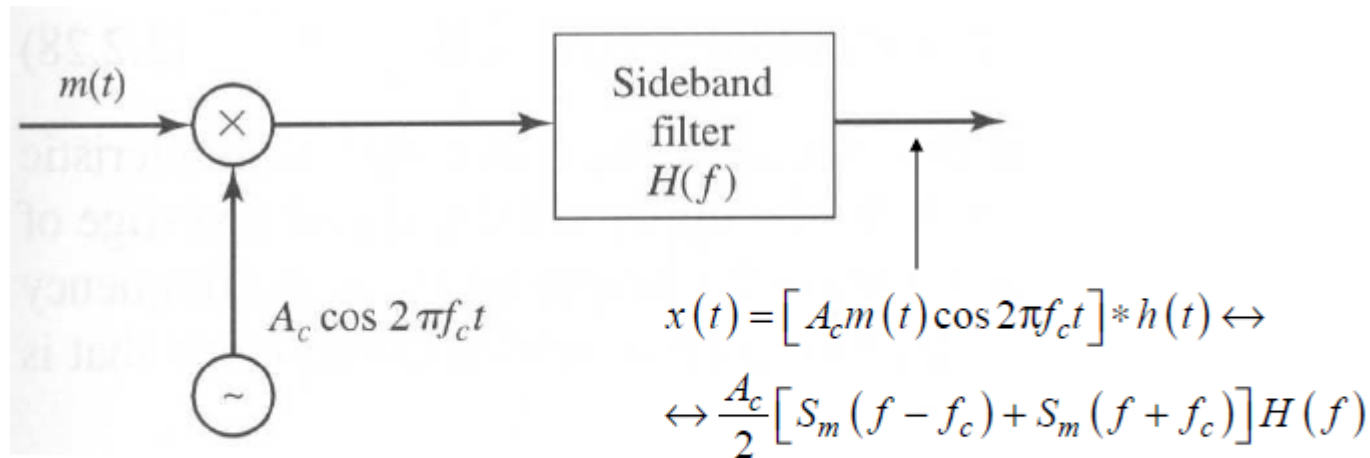 m(t)
×
Sideband
filter
H(f)
A_c cos 2πf_c t
~
x(t) = [A_c m(t) cos 2πf_c t] * h(t) ↔
↔ A_c/2 [S_m(f − f_c) + S_m(f + f_c)] H(f)